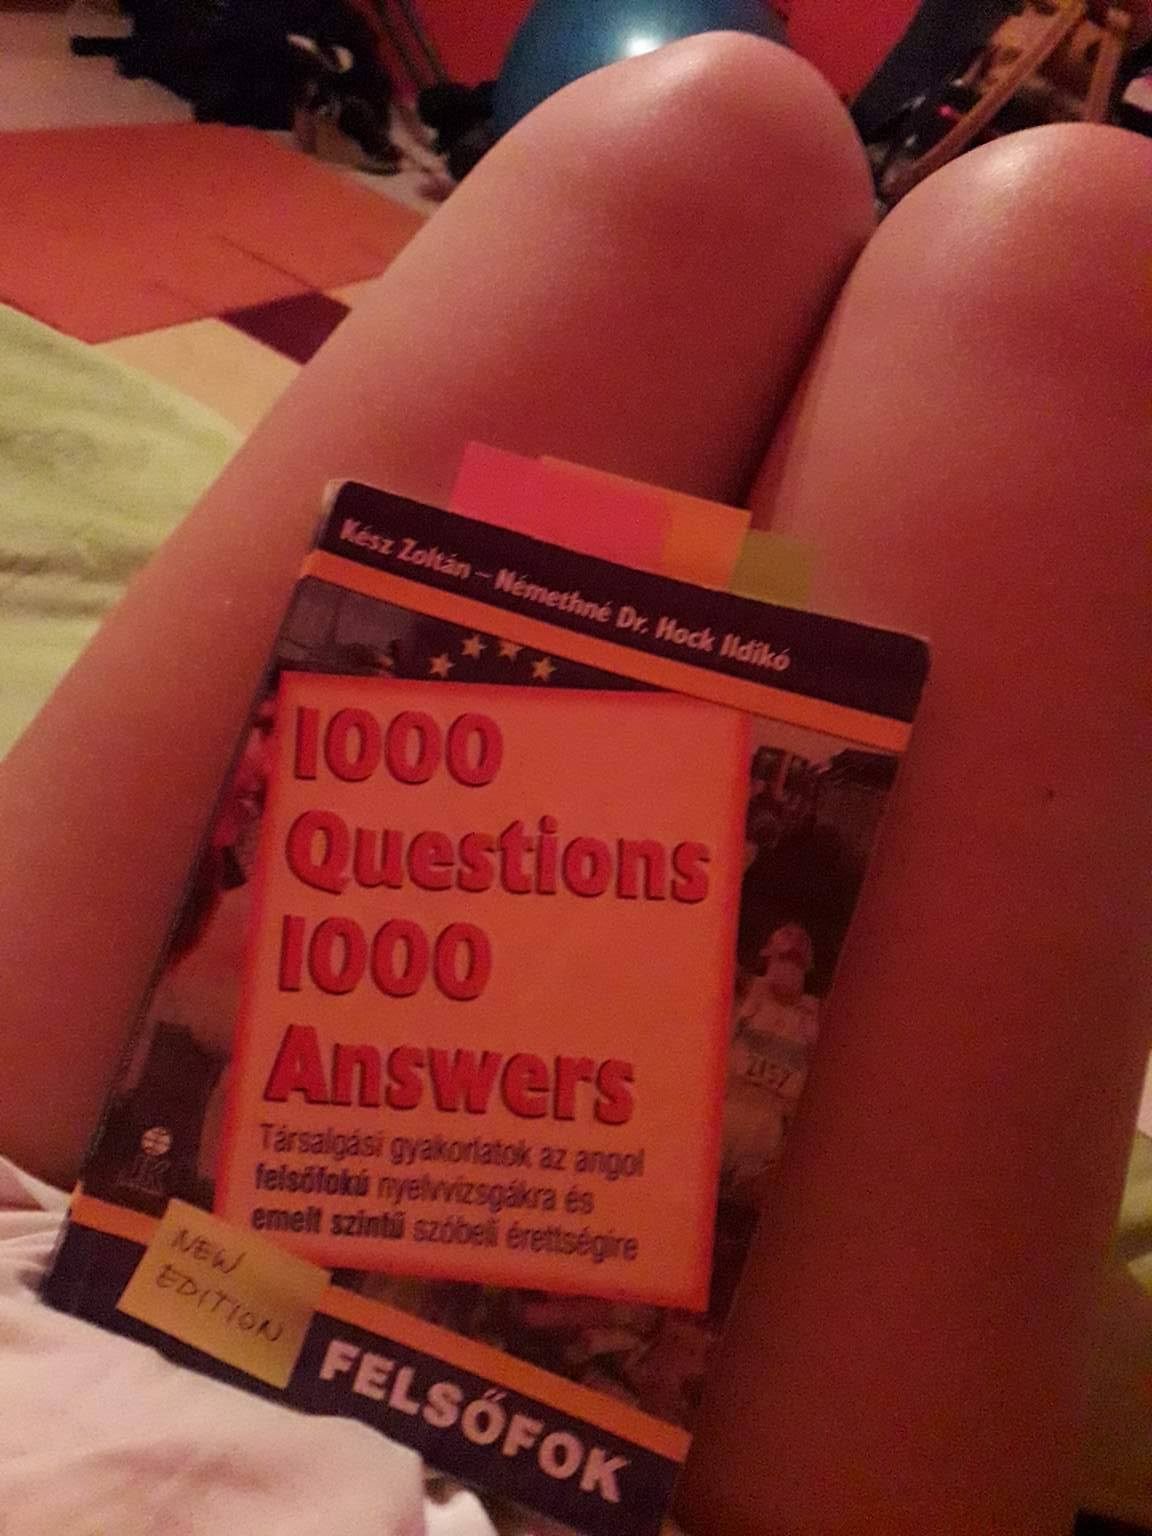 Kész Zoltán – Némethné Dr. Hock Ildikó
1000
Questions
1000
Answers
Társalgási gyakorlatok az angol
felsőfokú nyelvvizsgákra és
emelt szintű szóbeli érettségire
NEW
EDITION
FELSŐFOK